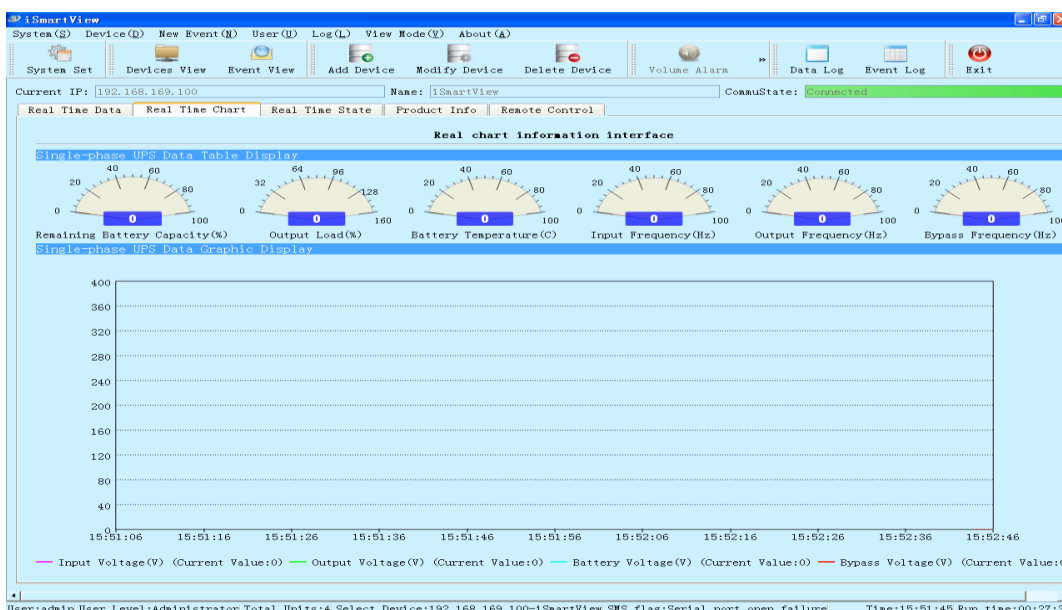 iSmartView
System(S) Device(D) New Event(N) User(U) Log(L) View Mode(V) About(A)
System Set Devices View Event View Add Device Modify Device Delete Device Volume Alarm » Data Log Event Log Exit
Current IP: 192.168.169.100 Name: iSmartView CommuState: Connected
Real Time Data Real Time Chart Real Time State Product Info Remote Control
Real chart information interface
Single-phase UPS Data Table Display
0 20 40 60 80 100 0
0 32 64 96 128 160 0
0 20 40 60 80 100 0
0 20 40 60 80 100 0
0 20 40 60 80 100 0
0 20 40 60 80 100 0
Remaining Battery Capacity(%) Output Load(%) Battery Temperature(C) Input Frequency(Hz) Output Frequency(Hz) Bypass Frequency(Hz)
Single-phase UPS Data Graphic Display
400
360
320
280
240
200
160
120
80
40
0
15:51:06 15:51:16 15:51:26 15:51:36 15:51:46 15:51:56 15:52:06 15:52:16 15:52:26 15:52:36 15:52:46
Input Voltage(V) (Current Value:0) Output Voltage(V) (Current Value:0) Battery Voltage(V) (Current Value:0) Bypass Voltage(V) (Current Value:
User:admin User Level:Administrator Total Units:4 Select Device:192.168.169.100-iSmartView SMS flag:Serial port open failure Time:15:51:45 Run time:00:27: